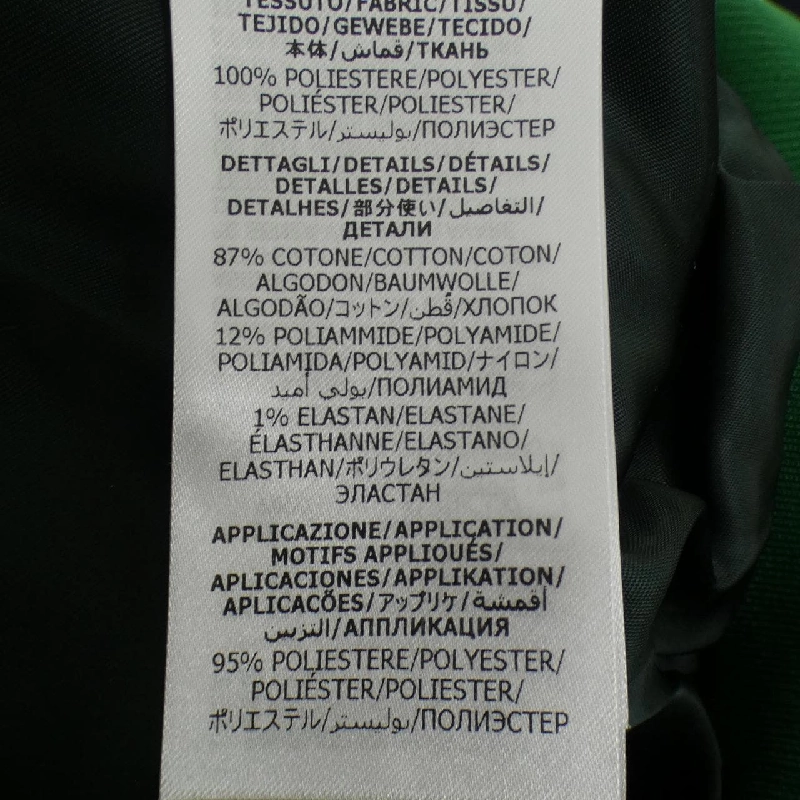 TESSUTO/FABRIC/TISSU/
TEJIDO/GEWEBE/TECIDO/
本体/قماش/ТКАНЬ
100% POLIESTERE/POLYESTER/
POLIÉSTER/POLIESTER/
ポリエステル/بوليستر/ПОЛИЭСТЕР
DETTAGLI/DETAILS/DÉTAILS/
DETALLES/DETAILS/
DETALHES/部分使い/التفاصيل/
ДЕТАЛИ
87% COTONE/COTTON/COTON/
ALGODON/BAUMWOLLE/
ALGODÃO/コットン/قطن/ХЛОПОК
12% POLIAMMIDE/POLYAMIDE/
POLIAMIDA/POLYAMID/ナイロン/
بولي أميد/ПОЛИАМИД
1% ELASTAN/ELASTANE/
ÉLASTHANNE/ELASTANO/
ELASTHAN/ポリウレタン/إيلاستين/
ЭЛАСТАН
APPLICAZIONE/APPLICATION/
MOTIFS APPLIQUÉS/
APLICACIONES/APPLIKATION/
APLICACÕES/アップリケ/أقمشة/
التزيين/АППЛИКАЦИЯ
95% POLIESTERE/POLYESTER/
POLIÉSTER/POLIESTER/
ポリエステル/بوليستر/ПОЛИЭСТЕР